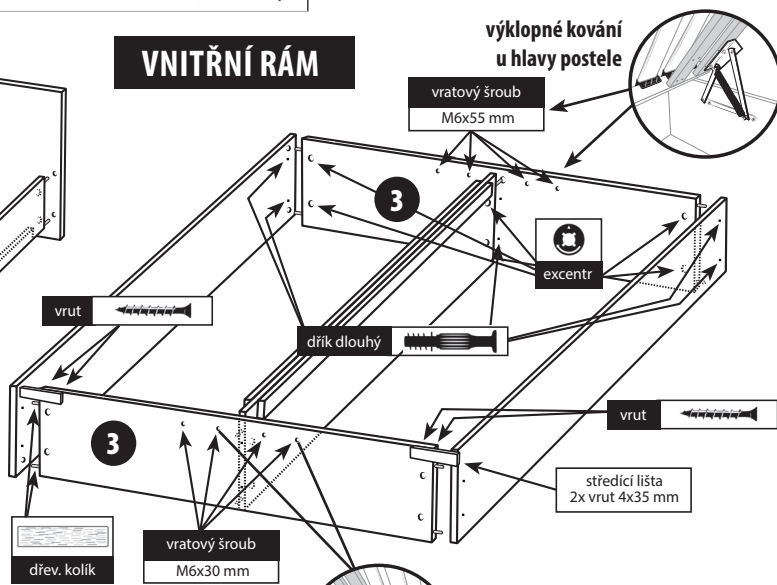 výklopné kování
u hlavy postele
VNITŘNÍ RÁM
vratový šroub
M6x55 mm
3
excentr
vrut
dřík dlouhý
3
vrut
středící lišta
2x vrut 4x35 mm
vratový šroub
M6x30 mm
dřev. kolík